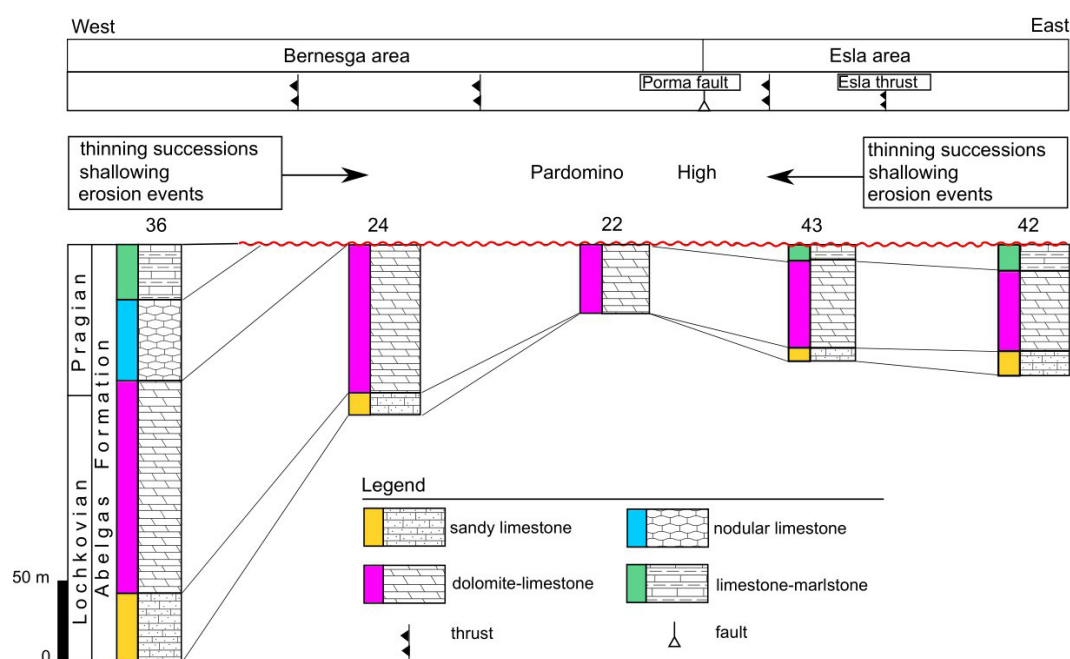 West
East
Bernesga area
Esla area
Porma fault
Esla thrust
thinning successions
shallowing
erosion events
Pardomino High
thinning successions
shallowing
erosion events
36
24
22
43
42
Pragian
Lochkovian
Abelgas Formation
50 m
0
Legend
sandy limestone
nodular limestone
dolomite-limestone
limestone-marlstone
thrust
fault